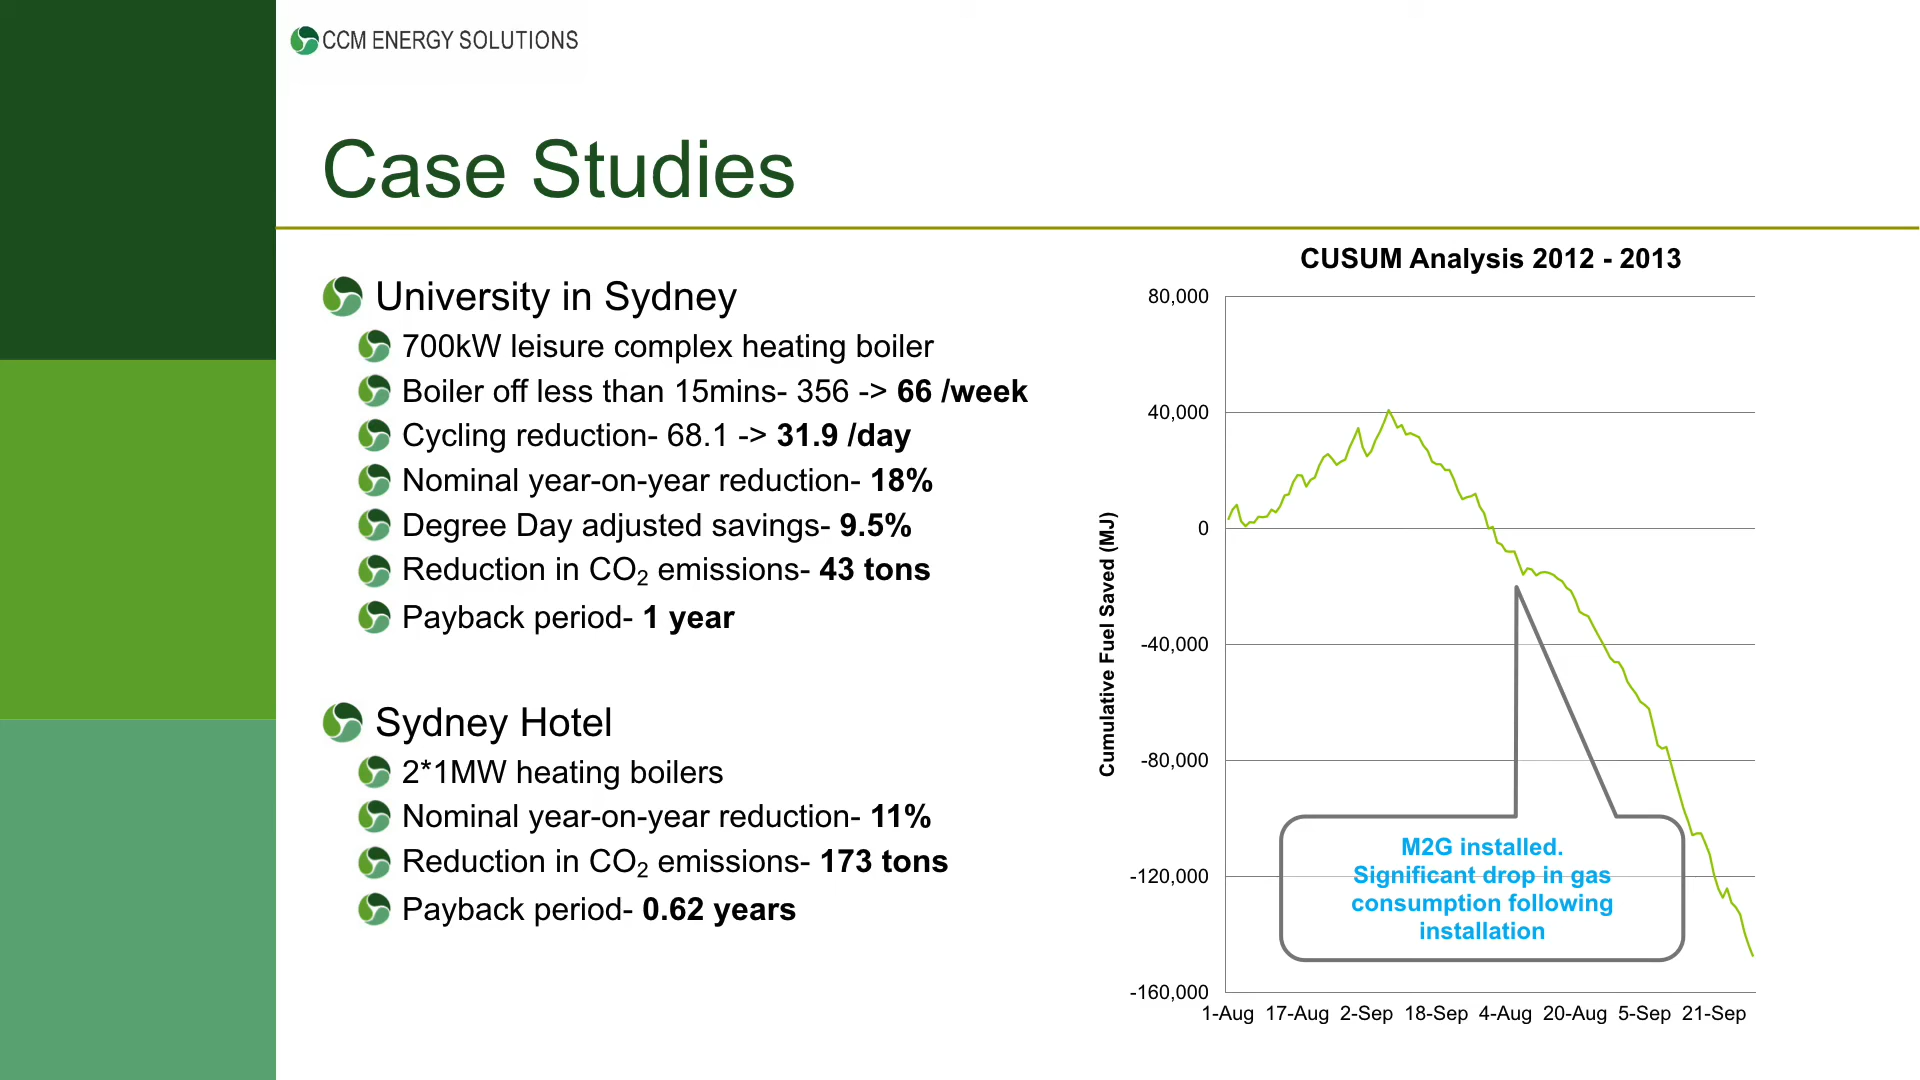 CCM ENERGY SOLUTIONS
Case Studies
University in Sydney
700kW leisure complex heating boiler
Boiler off less than 15mins- 356 -> 66 /week
Cycling reduction- 68.1 -> 31.9 /day
Nominal year-on-year reduction- 18%
Degree Day adjusted savings- 9.5%
Reduction in CO2 emissions- 43 tons
Payback period- 1 year
Sydney Hotel
2*1MW heating boilers
Nominal year-on-year reduction- 11%
Reduction in CO2 emissions- 173 tons
Payback period- 0.62 years
CUSUM Analysis 2012 - 2013
Cumulative Fuel Saved (MJ)
80,000
40,000
0
-40,000
-80,000
-120,000
-160,000
M2G installed.
Significant drop in gas
consumption following
installation
1-Aug 17-Aug 2-Sep 18-Sep 4-Aug 20-Aug 5-Sep 21-Sep